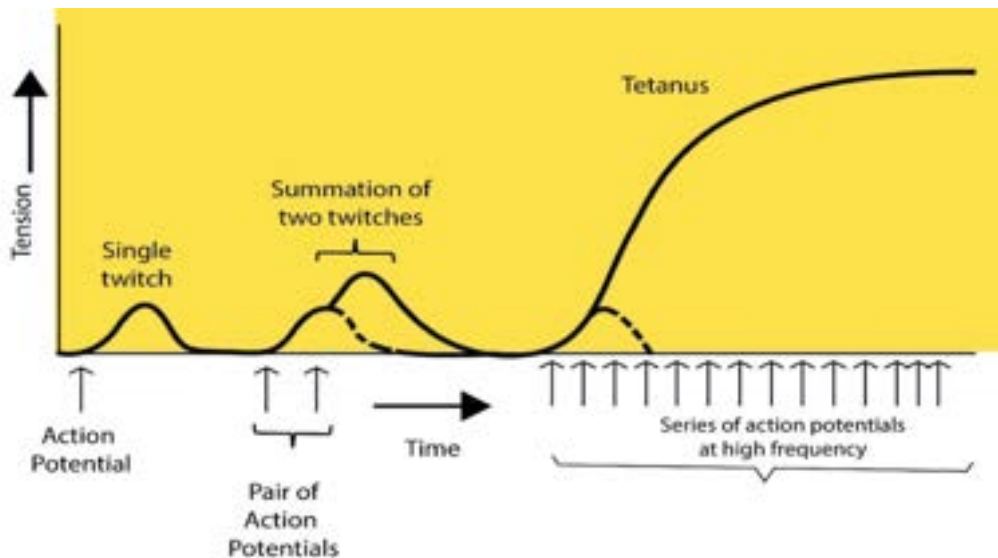 Tetanus
Summation of
two twitches
Single
twitch
Tension
Action
Potential
Pair of
Action
Potentials
Time
Series of action potentials
at high frequency